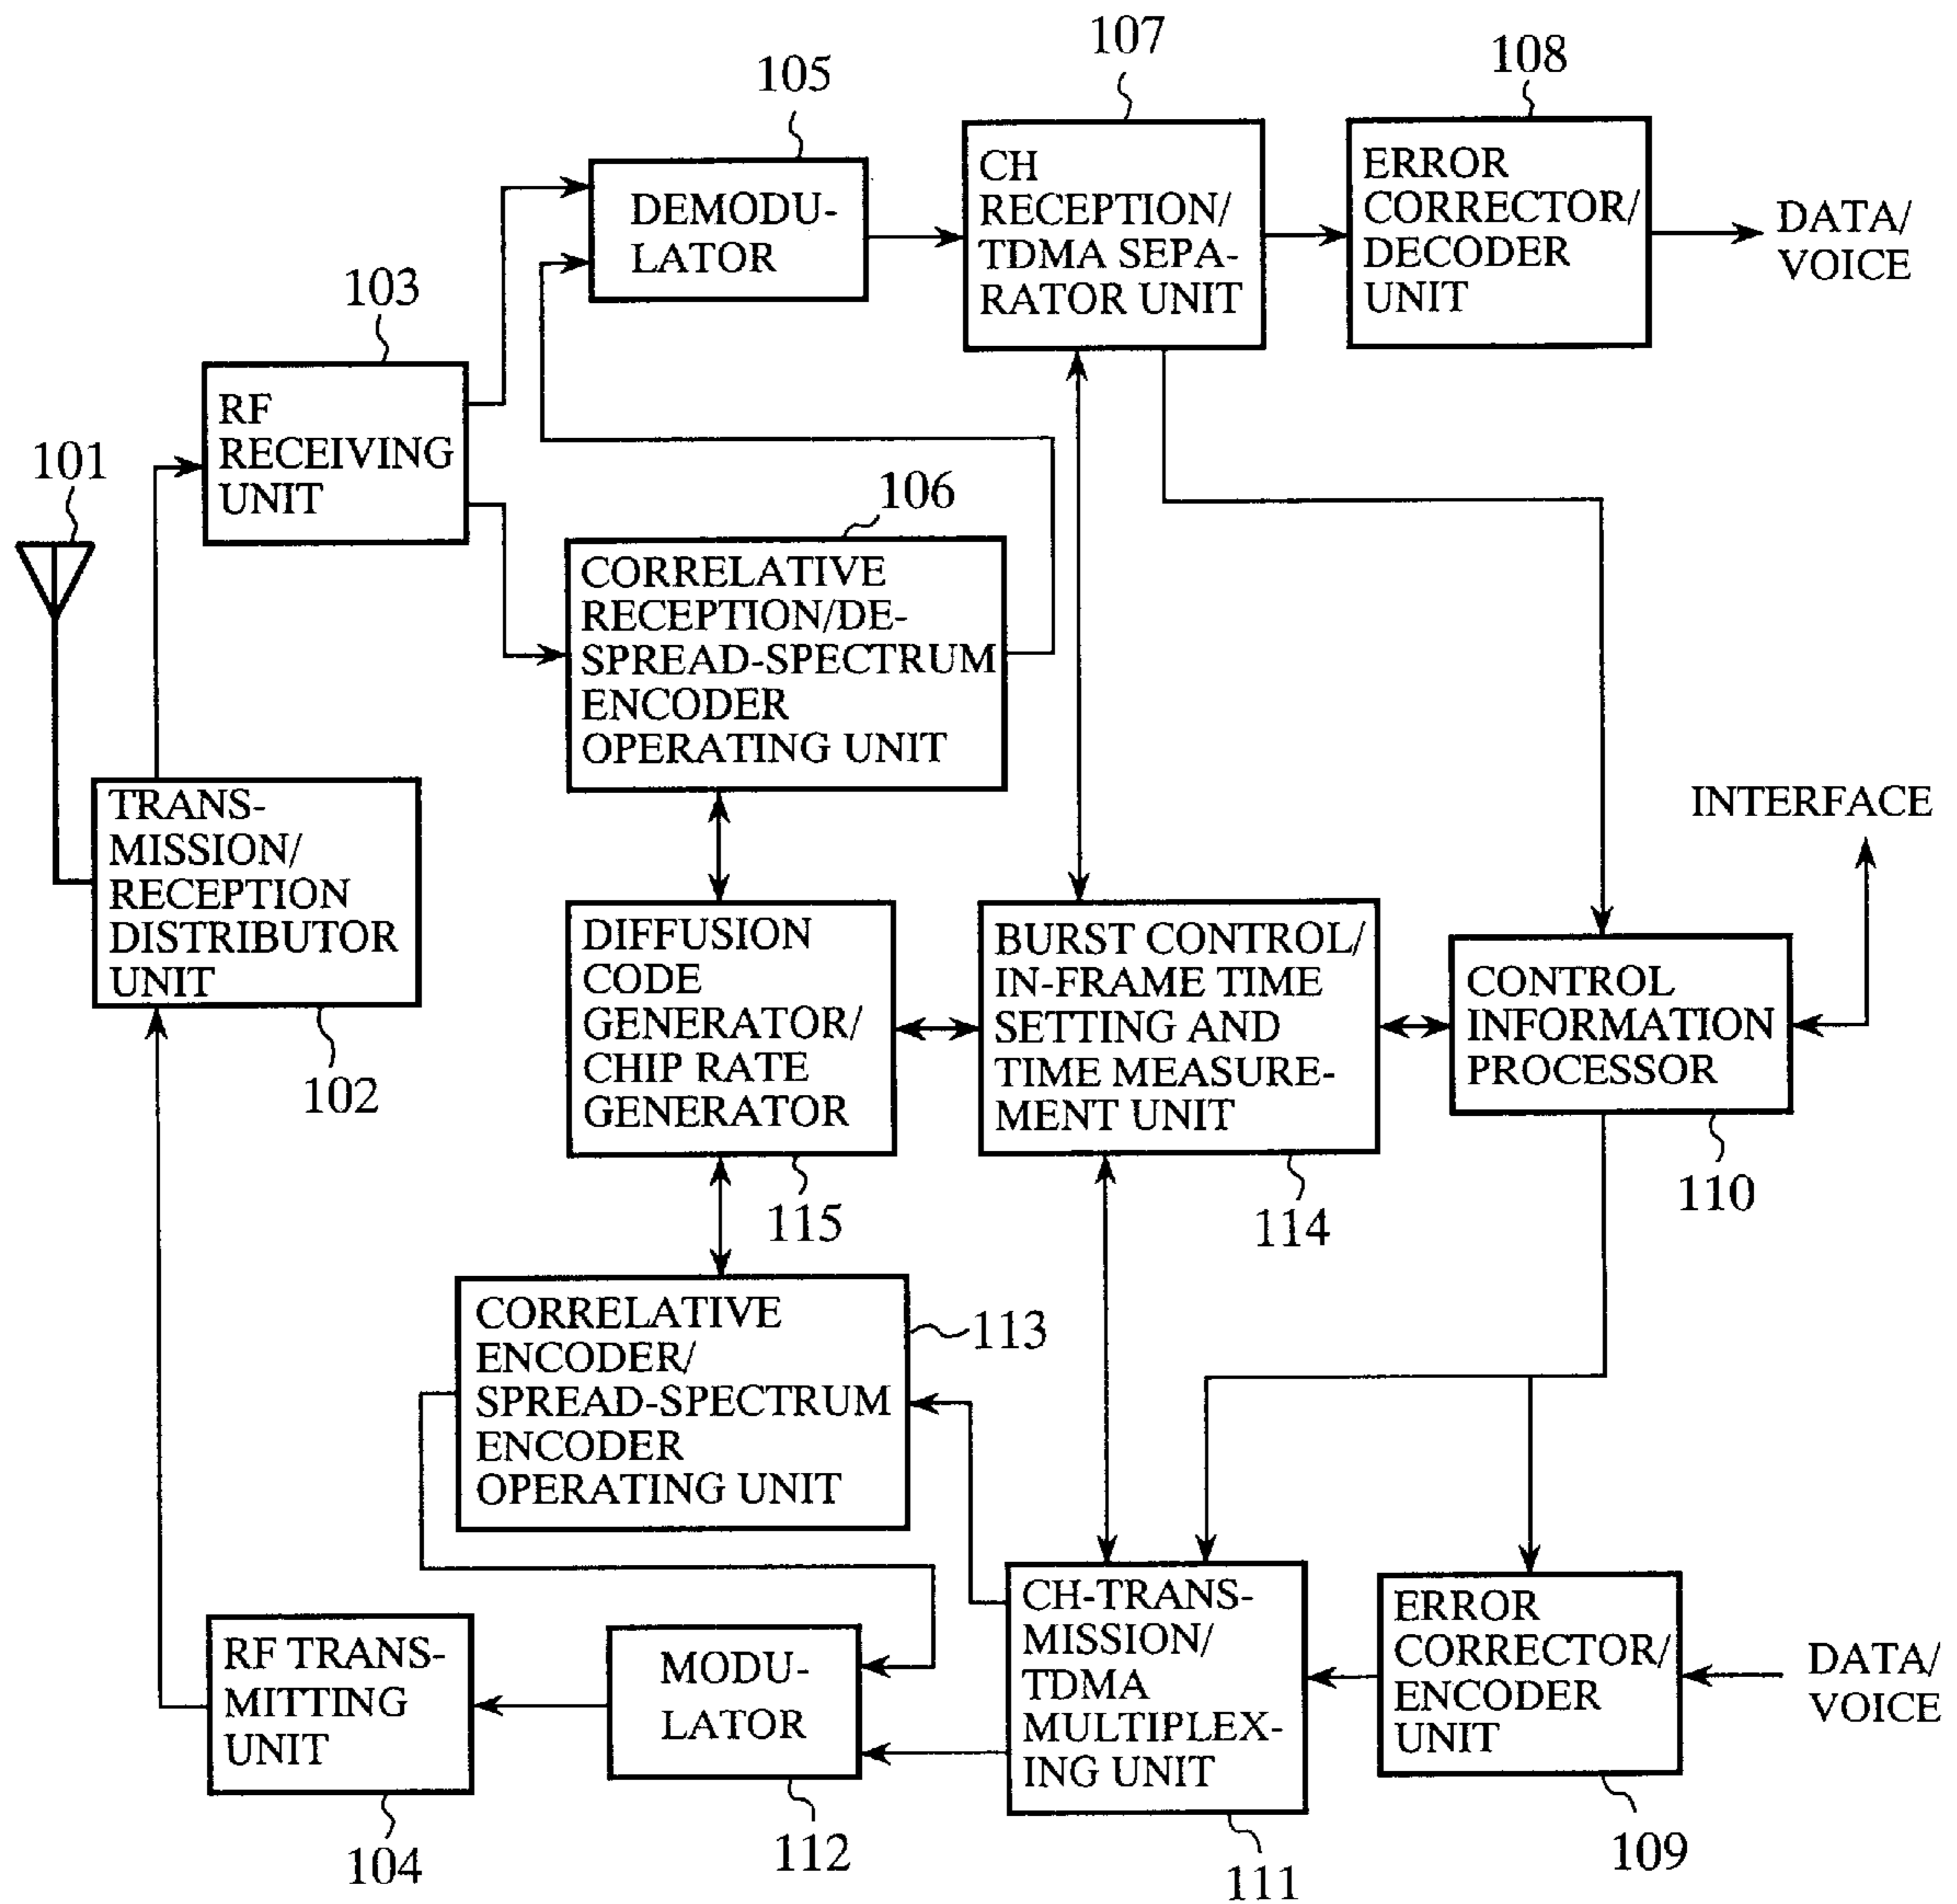 107
108
105
CH
RECEPTION/
TDMA SEPA-
RATOR UNIT
ERROR
CORRECTOR/
DECODER
UNIT
DEMODU-
LATOR
DATA/
VOICE
103
RF
RECEIVING
UNIT
101
106
CORRELATIVE
RECEPTION/DE-
SPREAD-SPECTRUM
ENCODER
OPERATING UNIT
TRANS-
MISSION/
RECEPTION
DISTRIBUTOR
UNIT
102
INTERFACE
DIFFUSION
CODE
GENERATOR/
CHIP RATE
GENERATOR
115
BURST CONTROL/
IN-FRAME TIME
SETTING AND
TIME MEASURE-
MENT UNIT
114
CONTROL
INFORMATION
PROCESSOR
110
CORRELATIVE
ENCODER/
SPREAD-SPECTRUM
ENCODER
OPERATING UNIT
113
RF TRANS-
MITTING
UNIT
104
MODU-
LATOR
112
CH-TRANS-
MISSION/
TDMA
MULTIPLEX-
ING UNIT
111
ERROR
CORRECTOR/
ENCODER
UNIT
109
DATA/
VOICE